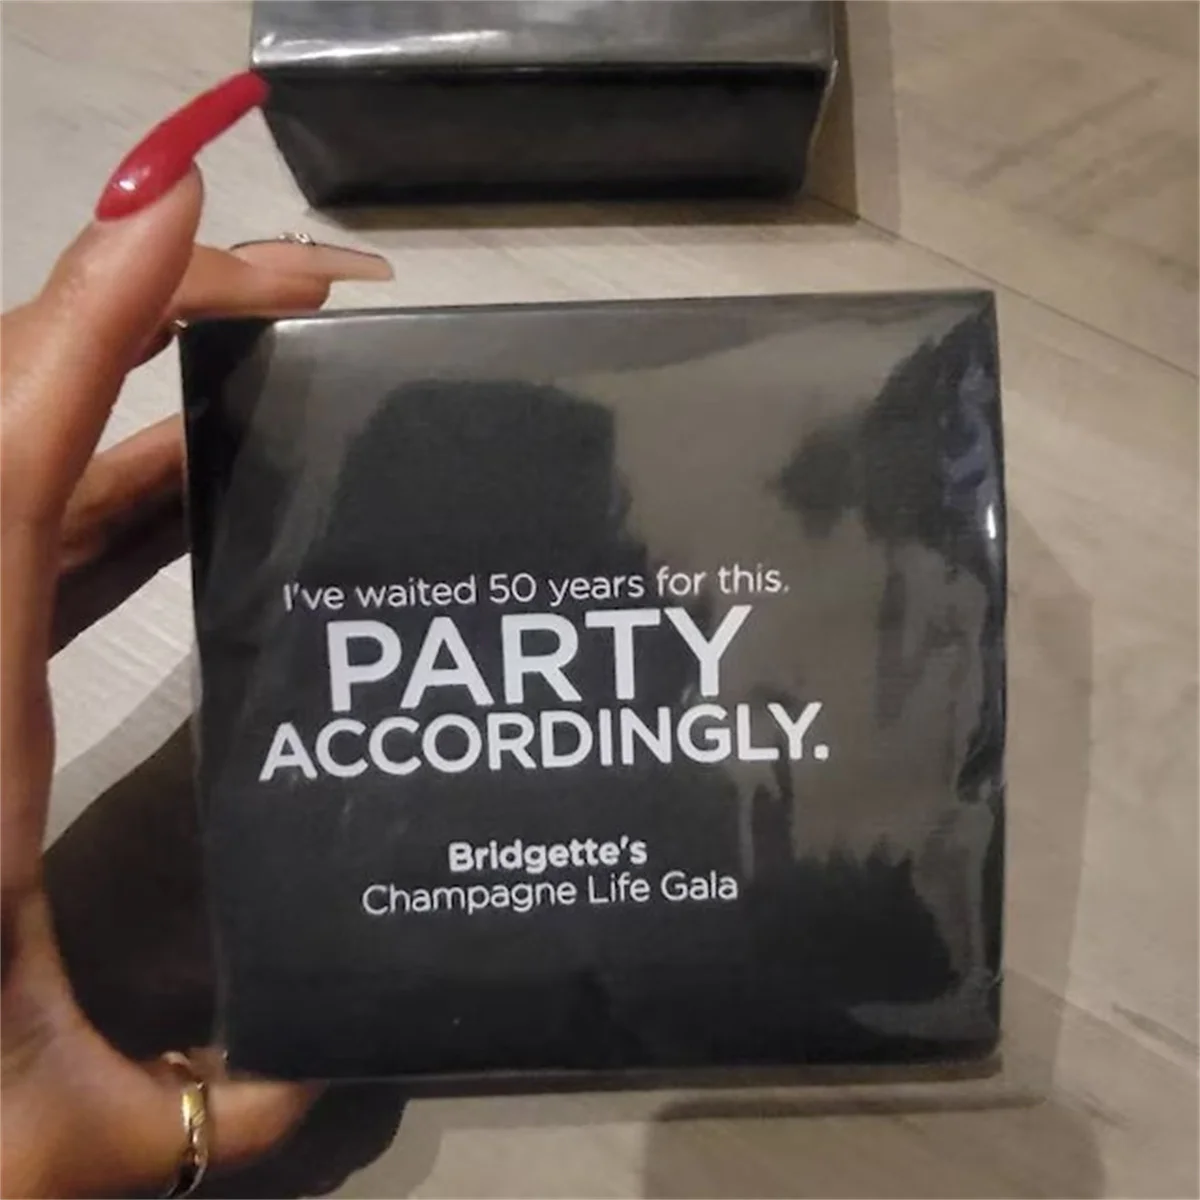 I've waited 50 years for this.
PARTY
ACCORDINGLY.
Bridgette's
Champagne Life Gala